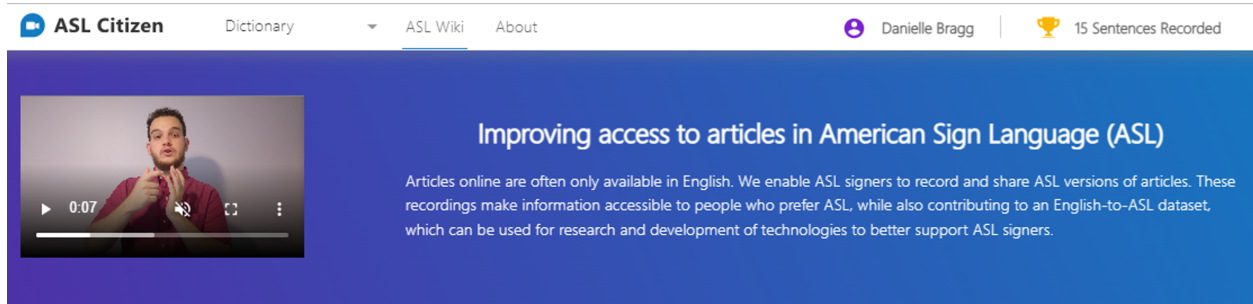 ASL Citizen
Dictionary
ASL Wiki
About
Danielle Bragg
15 Sentences Recorded
Improving access to articles in American Sign Language (ASL)
Articles online are often only available in English. We enable ASL signers to record and share ASL versions of articles. These
recordings make information accessible to people who prefer ASL, while also contributing to an English-to-ASL dataset,
which can be used for research and development of technologies to better support ASL signers.
0:07